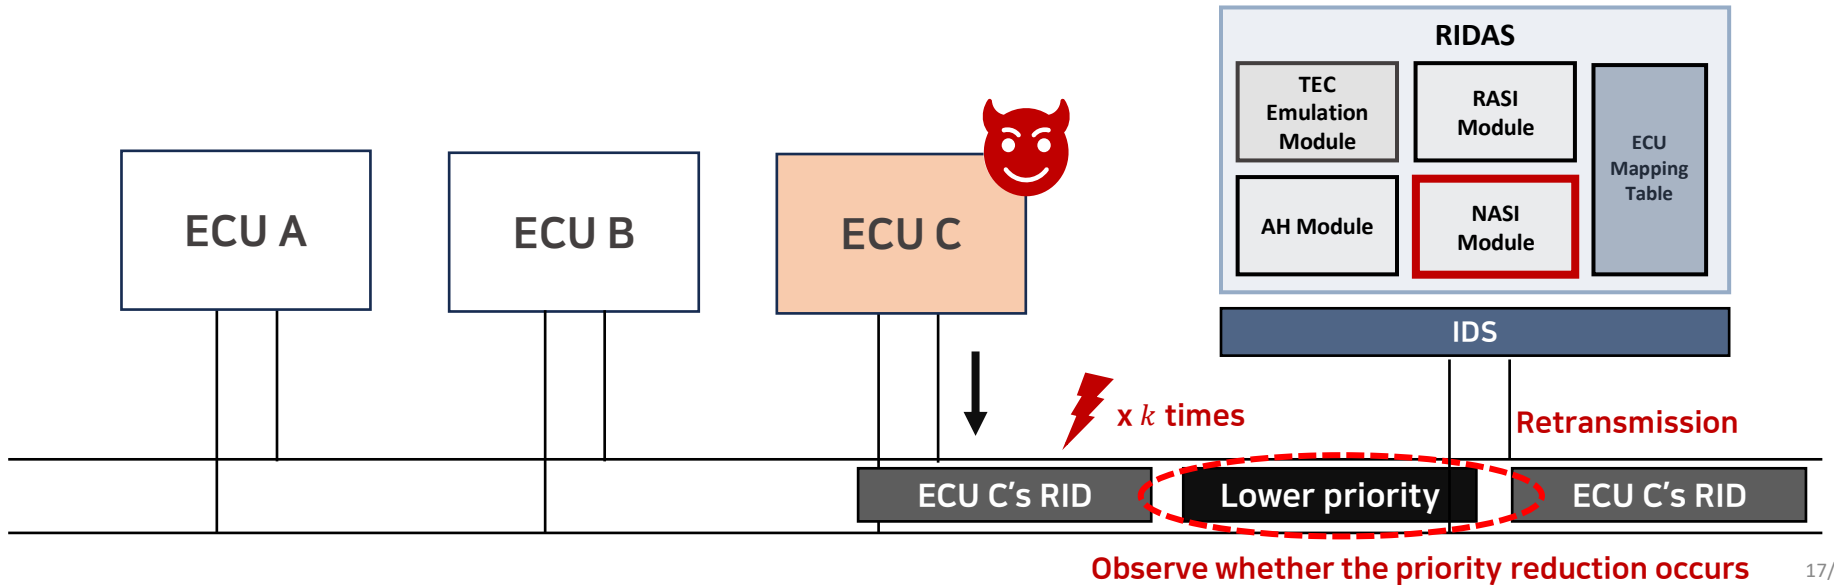 RIDAS
TEC
Emulation
Module
RASI
Module
ECU
Mapping
Table
AH Module
NASI
Module
IDS
ECU A
ECU B
ECU C
x k times
Retransmission
ECU C's RID
Lower priority
ECU C's RID
Observe whether the priority reduction occurs
17/